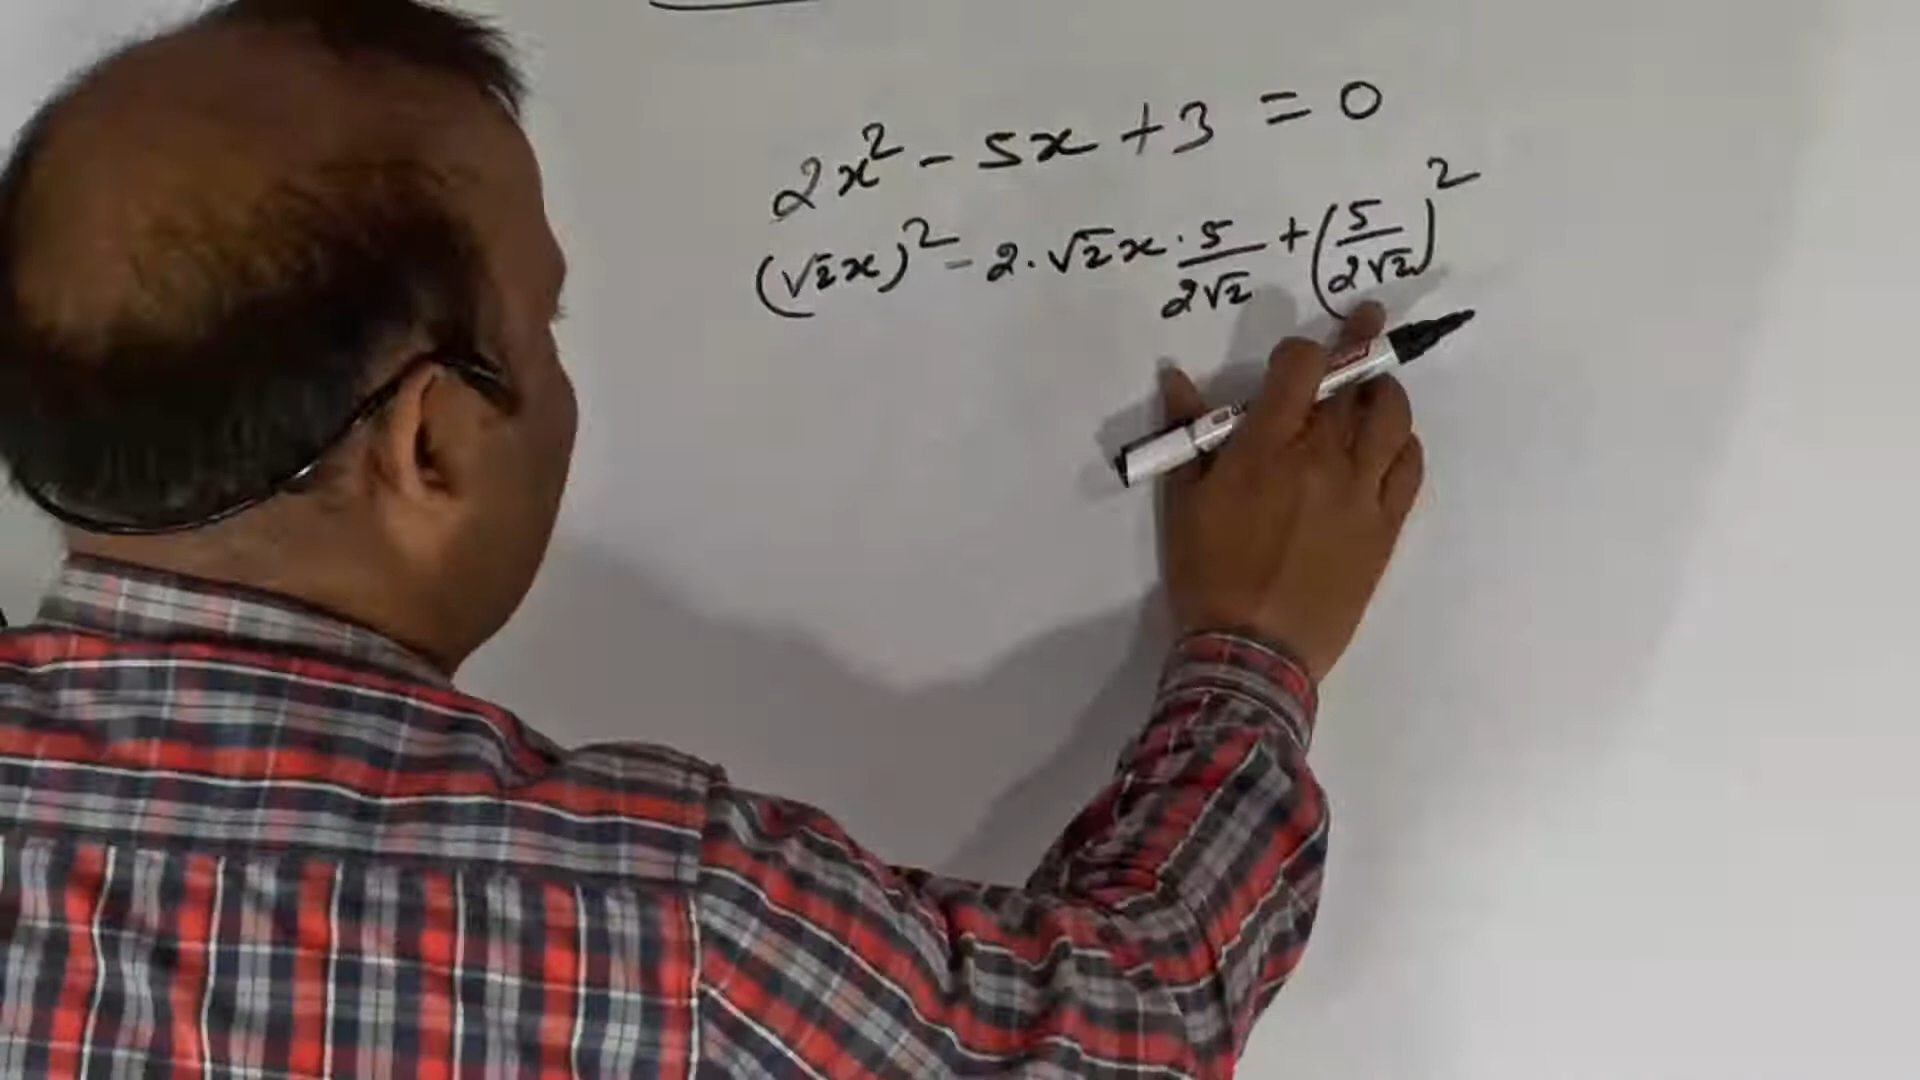 2x² - 5x + 3 = 0
(√2x)² - 2·√2x·5/2√2 + (5/2√2)²